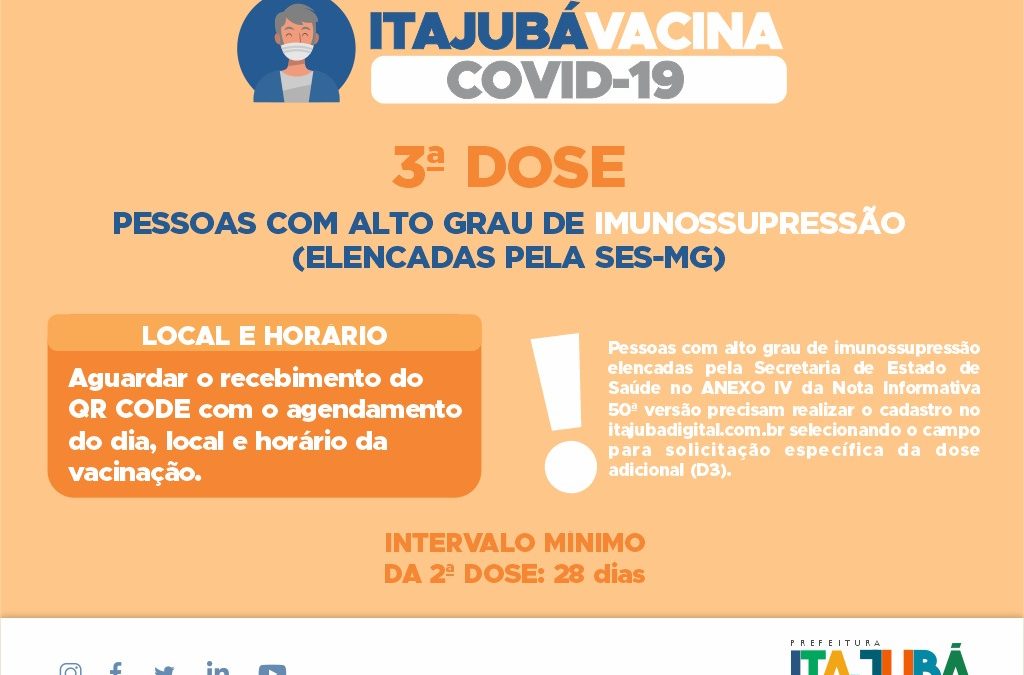 ITAJUBÁVACINA
COVID-19
3ª DOSE
PESSOAS COM ALTO GRAU DE IMUNOSSUPRESSÃO
(ELENCADAS PELA SES-MG)
LOCAL E HORARIO
Aguardar o recebimento do
QR CODE com o agendamento
do dia, local e horário da
vacinação.
!
Pessoas com alto grau de imunossupressão
elencadas pela Secretaria de Estado de
Saúde no ANEXO IV da Nota Informativa
50ª versão precisam realizar o cadastro no
itajubadigital.com.br selecionando o campo
para solicitação específica da dose
adicional (D3).
INTERVALO MÍNIMO
DA 2ª DOSE: 28 dias
PREFEITURA
ITAJUBÁ